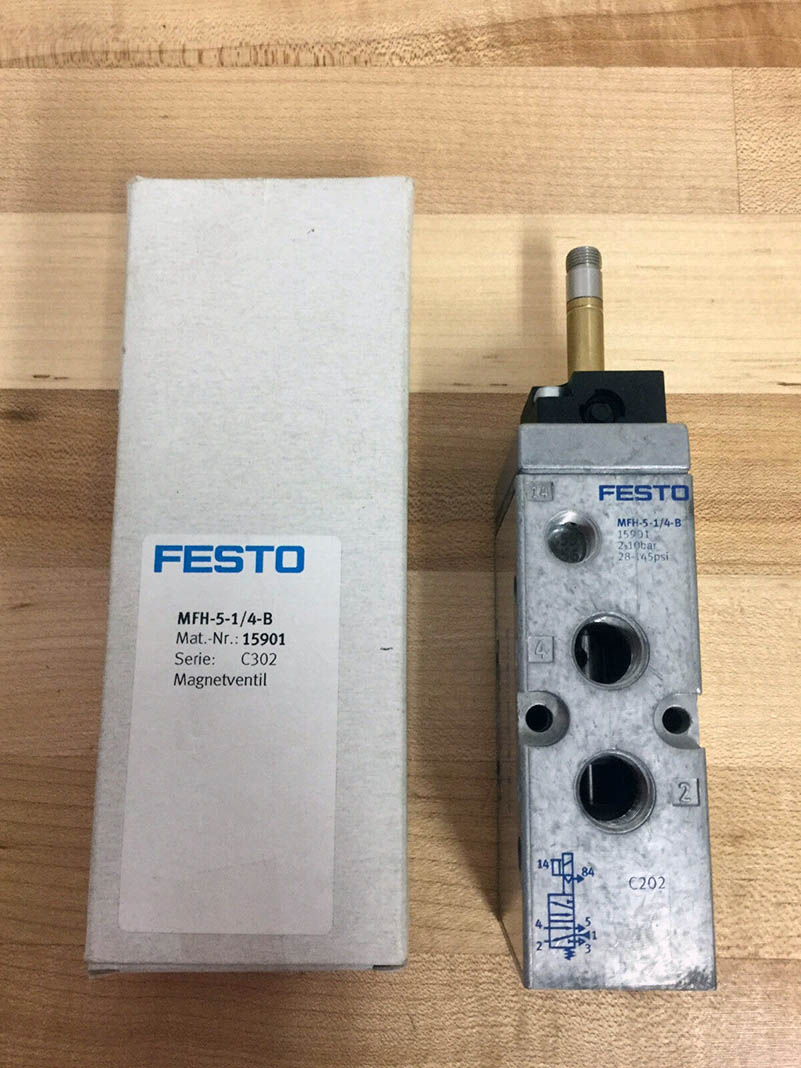 FESTO
MFH-5-1/4-B
Mat.-Nr.: 15901
Serie: C302
Magnetventil
14
FESTO
MFH-5-1/4-B
15901
2-10bar
28-145psi
4
2
C202
14
84
4
5
1
2
3